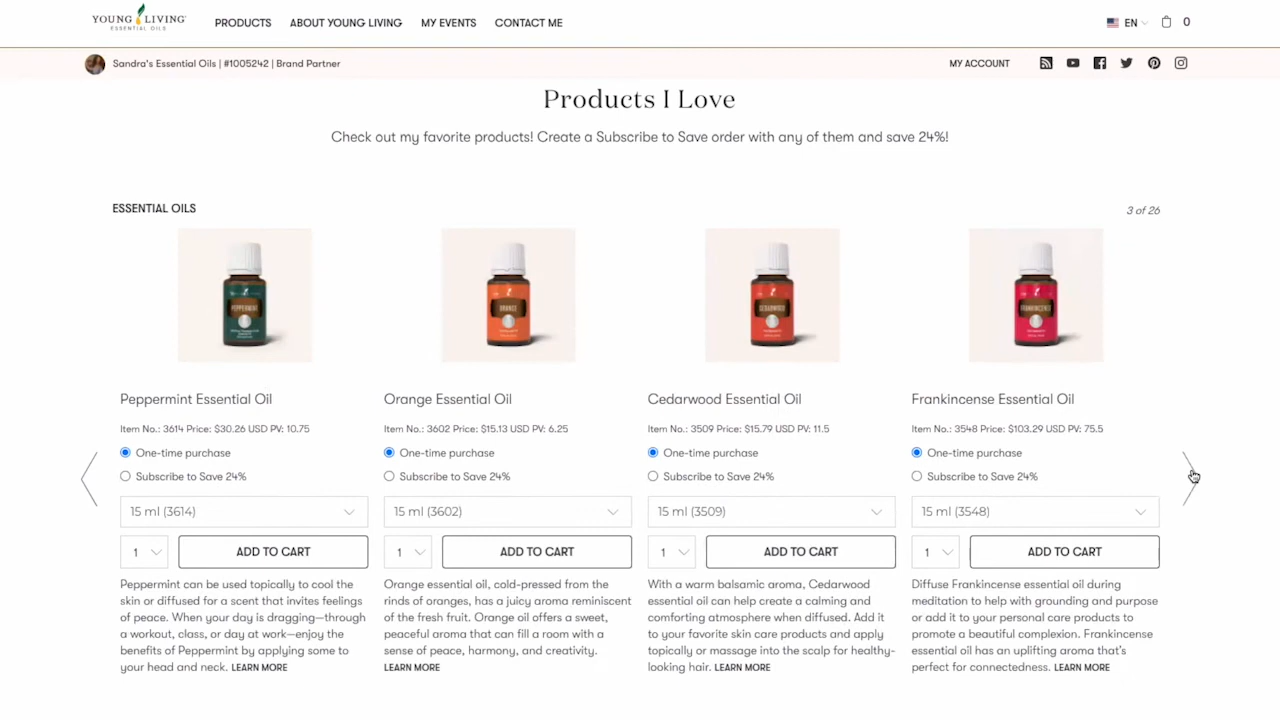 YOUNG LIVING
ESSENTIAL OILS
PRODUCTS
ABOUT YOUNG LIVING
MY EVENTS
CONTACT ME
EN
0
Sandra's Essential Oils | #1005242 | Brand Partner
MY ACCOUNT
Products I Love
Check out my favorite products! Create a Subscribe to Save order with any of them and save 24%!
ESSENTIAL OILS
3 of 26
PEPPERMINT
ORANGE
CEDARWOOD
FRANKINCENSE
Peppermint Essential Oil
Item No.: 3614 Price: $30.26 USD PV: 10.75
One-time purchase
Subscribe to Save 24%
15 ml (3614)
1
ADD TO CART
Peppermint can be used topically to cool the
skin or diffused for a scent that invites feelings
of peace. When your day is dragging—through
a workout, class, or day at work—enjoy the
benefits of Peppermint by applying some to
your head and neck. LEARN MORE
Orange Essential Oil
Item No.: 3602 Price: $15.13 USD PV: 6.25
One-time purchase
Subscribe to Save 24%
15 ml (3602)
1
ADD TO CART
Orange essential oil, cold-pressed from the
rinds of oranges, has a juicy aroma reminiscent
of the fresh fruit. Orange oil offers a sweet,
peaceful aroma that can fill a room with a
sense of peace, harmony, and creativity.
LEARN MORE
Cedarwood Essential Oil
Item No.: 3509 Price: $15.79 USD PV: 11.5
One-time purchase
Subscribe to Save 24%
15 ml (3509)
1
ADD TO CART
With a warm balsamic aroma, Cedarwood
essential oil can help create a calming and
comforting atmosphere when diffused. Add it
to your favorite skin care products and apply
topically or massage into the scalp for healthy-
looking hair. LEARN MORE
Frankincense Essential Oil
Item No.: 3548 Price: $103.29 USD PV: 75.5
One-time purchase
Subscribe to Save 24%
15 ml (3548)
1
ADD TO CART
Diffuse Frankincense essential oil during
meditation to help with grounding and purpose
or add it to your personal care products to
promote a beautiful complexion. Frankincense
essential oil has an uplifting aroma that's
perfect for connectedness. LEARN MORE